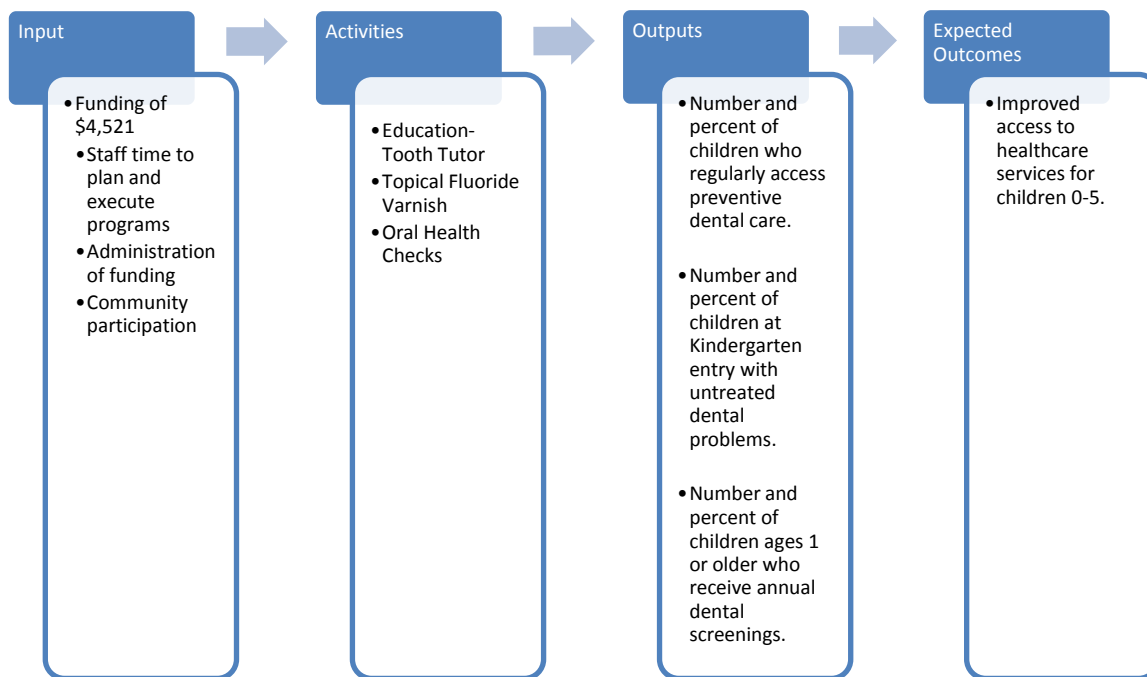 Input
•Funding of
$4,521
•Staff time to
plan and
execute
programs
•Administration
of funding
•Community
participation
Activities
•Education-
Tooth Tutor
•Topical Fluoride
Varnish
•Oral Health
Checks
Outputs
•Number and
percent of
children who
regularly access
preventive
dental care.
•Number and
percent of
children at
Kindergarten
entry with
untreated
dental
problems.
•Number and
percent of
children ages 1
or older who
receive annual
dental
screenings.
Expected
Outcomes
•Improved
access to
healthcare
services for
children 0-5.